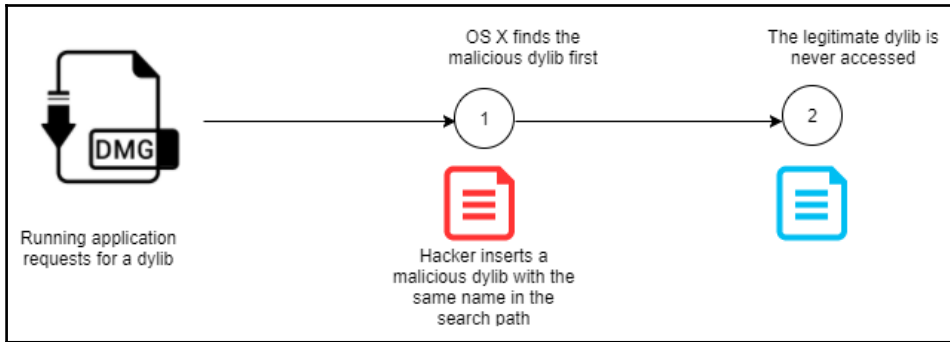 OS X finds the
malicious dylib first
The legitimate dylib is
never accessed
1
2
DMG
Running application
requests for a dylib
Hacker inserts a
malicious dylib with the
same name in the
search path